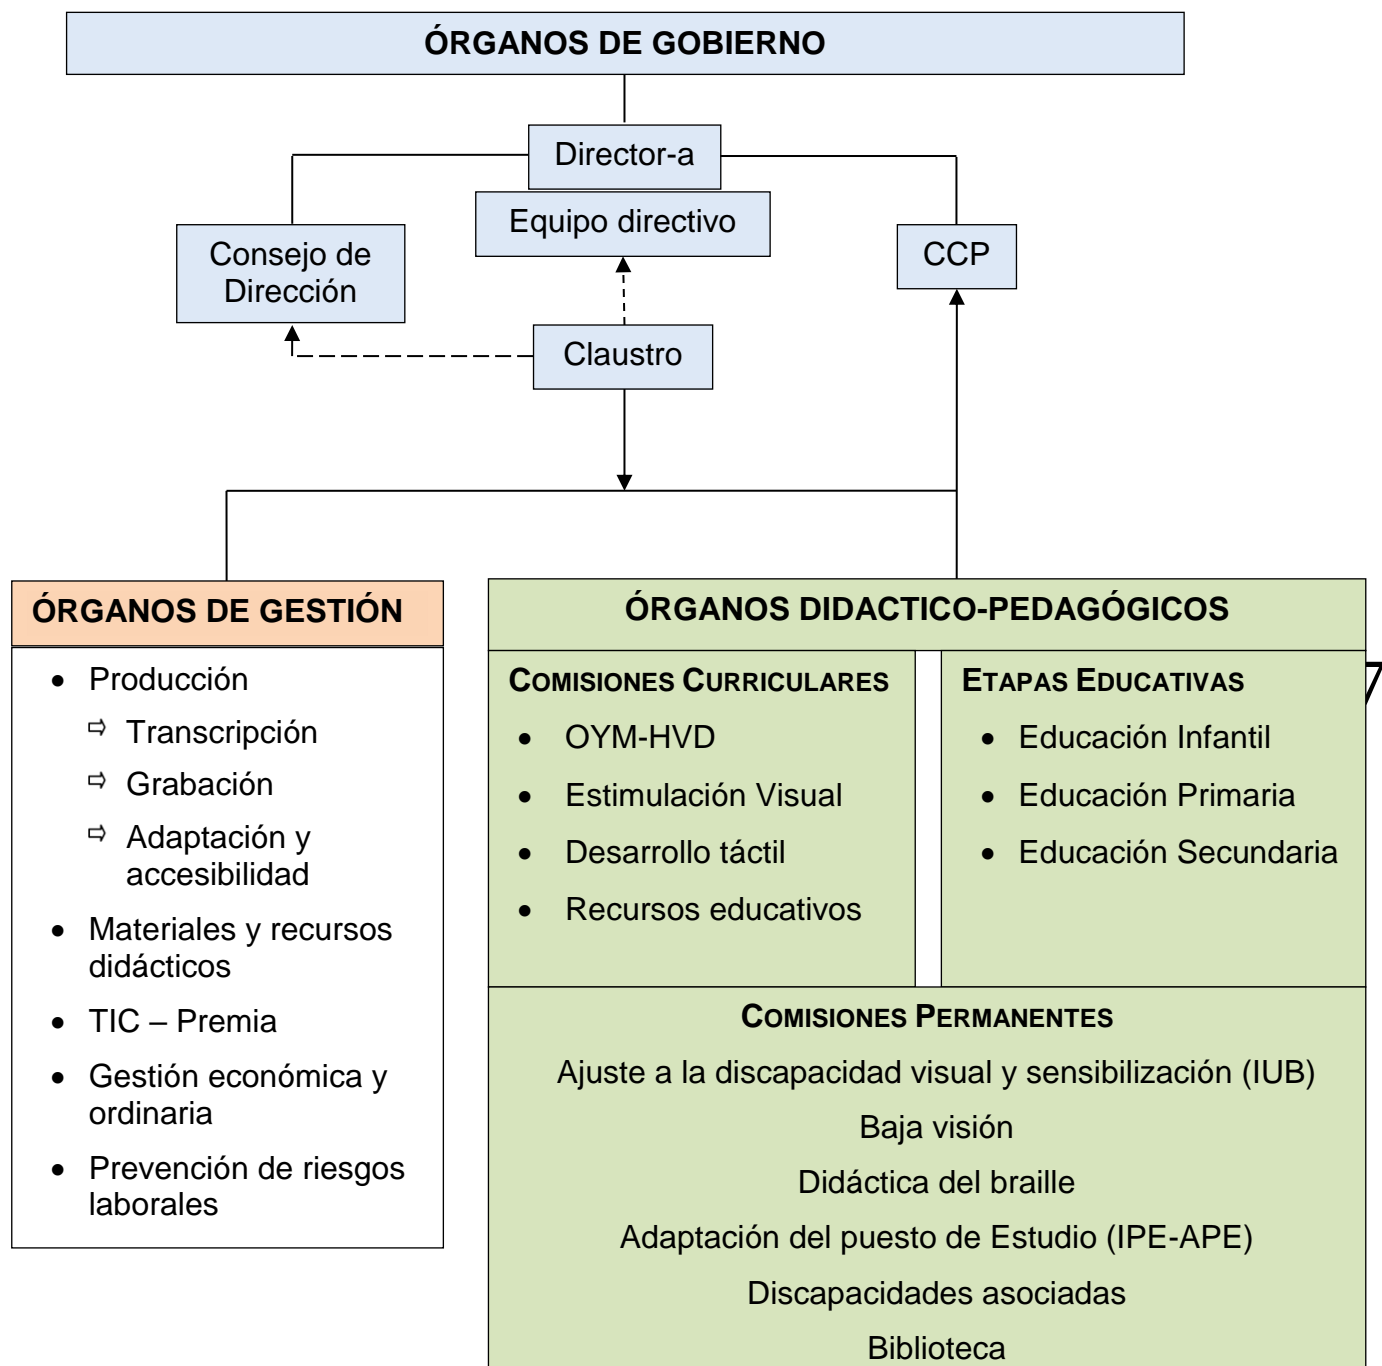 ÓRGANOS DE GOBIERNO
Director-a
Equipo directivo
Consejo de
Dirección
CCP
Claustro
ÓRGANOS DE GESTIÓN
• Producción
⇨ Transcripción
⇨ Grabación
⇨ Adaptación y
accesibilidad
• Materiales y recursos
didácticos
• TIC – Premia
• Gestión económica y
ordinaria
• Prevención de riesgos
laborales
ÓRGANOS DIDACTICO-PEDAGÓGICOS
COMISIONES CURRICULARES
• OYM-HVD
• Estimulación Visual
• Desarrollo táctil
• Recursos educativos
ETAPAS EDUCATIVAS
• Educación Infantil
• Educación Primaria
• Educación Secundaria
7
COMISIONES PERMANENTES
Ajuste a la discapacidad visual y sensibilización (IUB)
Baja visión
Didáctica del braille
Adaptación del puesto de Estudio (IPE-APE)
Discapacidades asociadas
Biblioteca